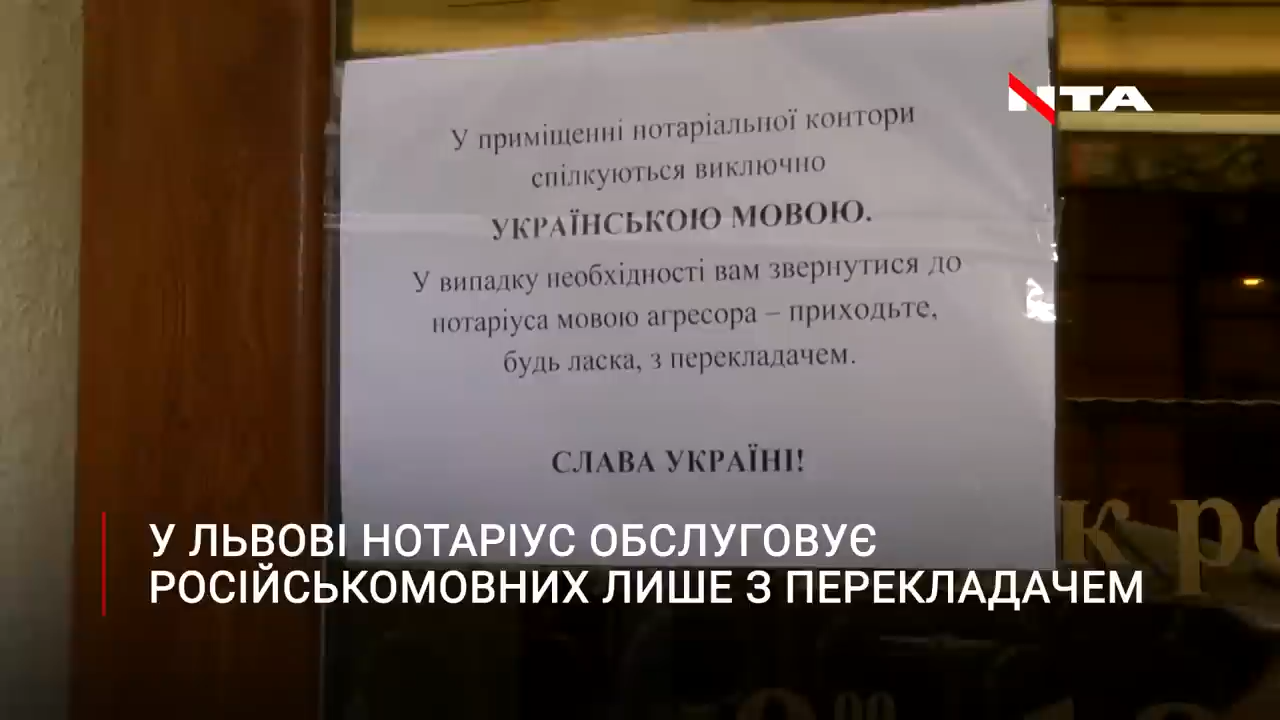 NTA
У приміщенні нотаріальної контори
спілкуються виключно
УКРАЇНСЬКОЮ МОВОЮ.
У випадку необхідності вам звернутися до
нотаріуса мовою агресора – приходьте,
будь ласка, з перекладачем.
СЛАВА УКРАЇНІ!
к ро
У ЛЬВОВІ НОТАРІУС ОБСЛУГОВУЄ
РОСІЙСЬКОМОВНИХ ЛИШЕ З ПЕРЕКЛАДАЧЕМ